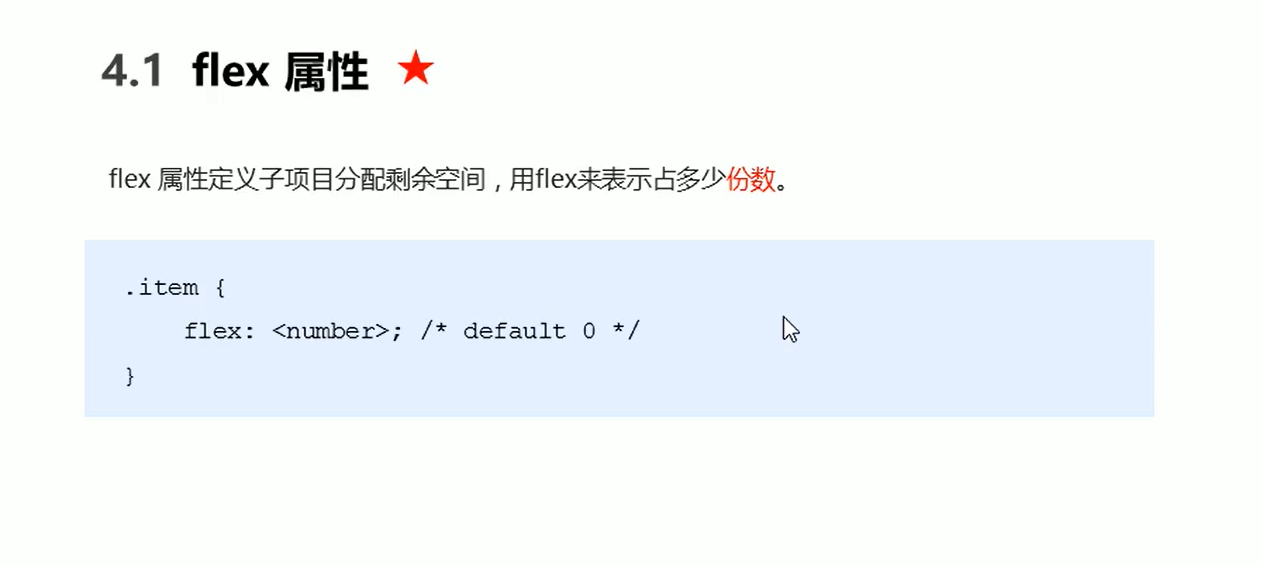 4.1 flex 属性 ★
flex 属性定义子项目分配剩余空间，用flex来表示占多少份数。
.item {
    flex: <number>; /* default 0 */
}